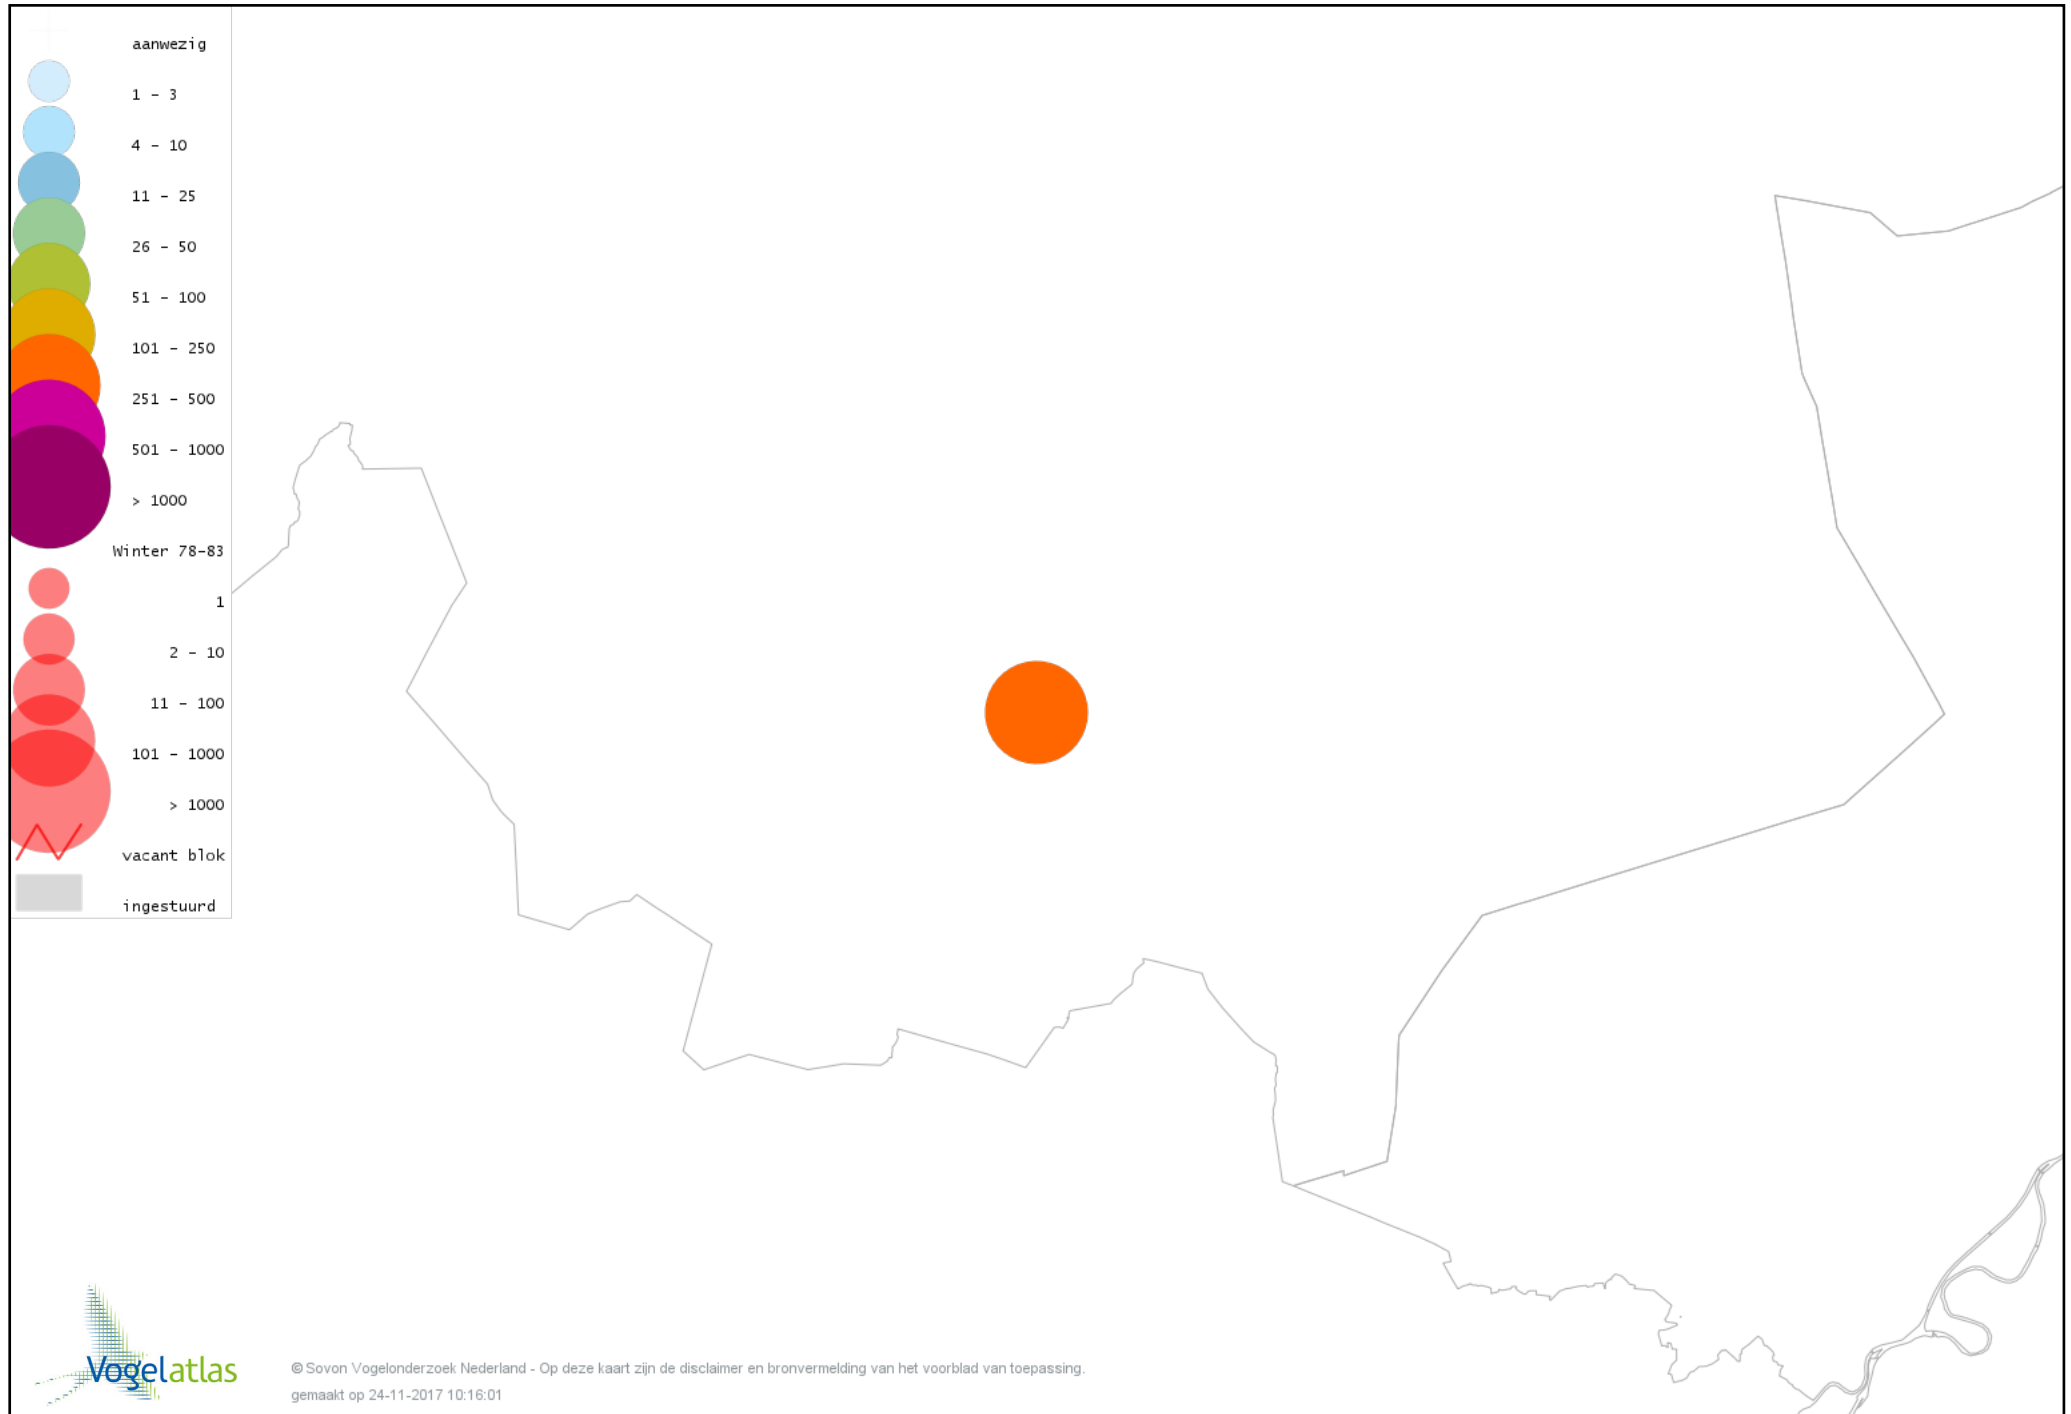 aanwezig
1 - 3
4 - 10
11 - 25
26 - 50
51 - 100
101 - 250
251 - 500
501 - 1000
> 1000
Winter 78-83
1
2 - 10
11 - 100
101 - 1000
> 1000
vacant blok
ingestuurd
Vogelatlas
© Sovon Vogelonderzoek Nederland - Op deze kaart zijn de disclaimer en bronvermelding van het voorblad van toepassing.
gemaakt op 24-11-2017 10:16:01